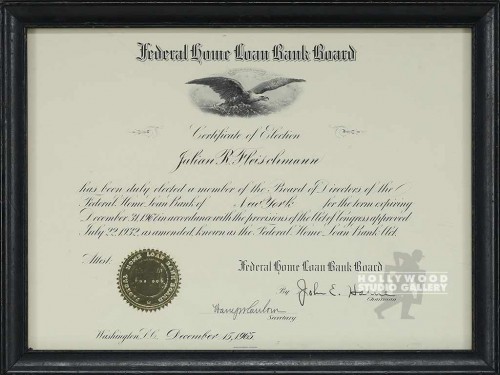 Federal Home Loan Bank Board
Certificate of Election
Julian R. Fleischmann
has been duly elected a member of the Board of Directors of the
Federal Home Loan Bank of New York for the term expiring
December 31, 1967 in accordance with the provisions of the Act of Congress approved
July 22, 1932, as amended, known as the Federal Home Loan Bank Act.
Attest:
Federal Home Loan Bank Board
By John E. Horne
Chairman
Secretary
Washington, D.C. December 15, 1965
HOLLYWOOD
STUDIO GALLERY